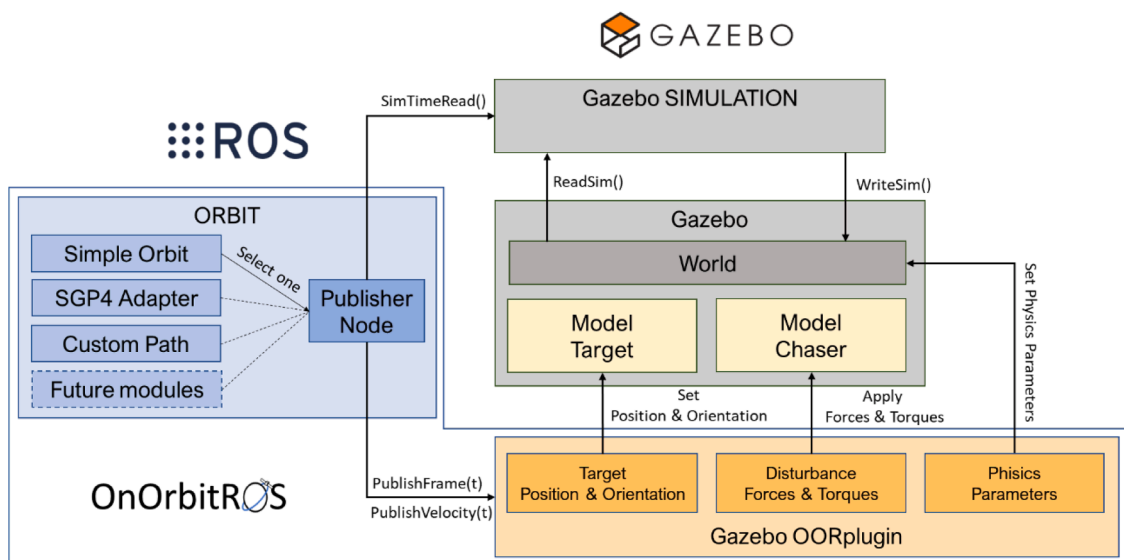 GAZEBO
SimTimeRead()
Gazebo SIMULATION
ROS
ReadSim()
WriteSim()
ORBIT
Simple Orbit
SGP4 Adapter
Custom Path
Future modules
Select one
Publisher
Node
Gazebo
World
Model
Target
Model
Chaser
Set Physics Parameters
Set
Position & Orientation
Apply
Forces & Torques
OnOrbitROS
PublishFrame(t)
PublishVelocity(t)
Target
Position & Orientation
Disturbance
Forces & Torques
Phisics
Parameters
Gazebo OORplugin